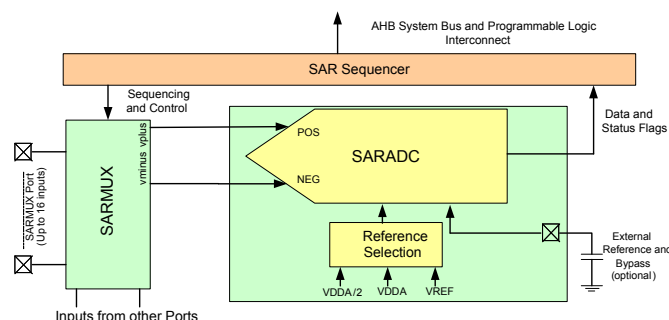 AHB System Bus and Programmable Logic
Interconnect
SAR Sequencer
Sequencing
and Control
Data and
Status Flags
vminus vplus
POS
SARADC
NEG
SARMUX
SARMUX Port
(Up to 16 inputs)
Reference
Selection
External
Reference and
Bypass
(optional)
VDDA/2 VDDA VREF
Inputs from other Ports